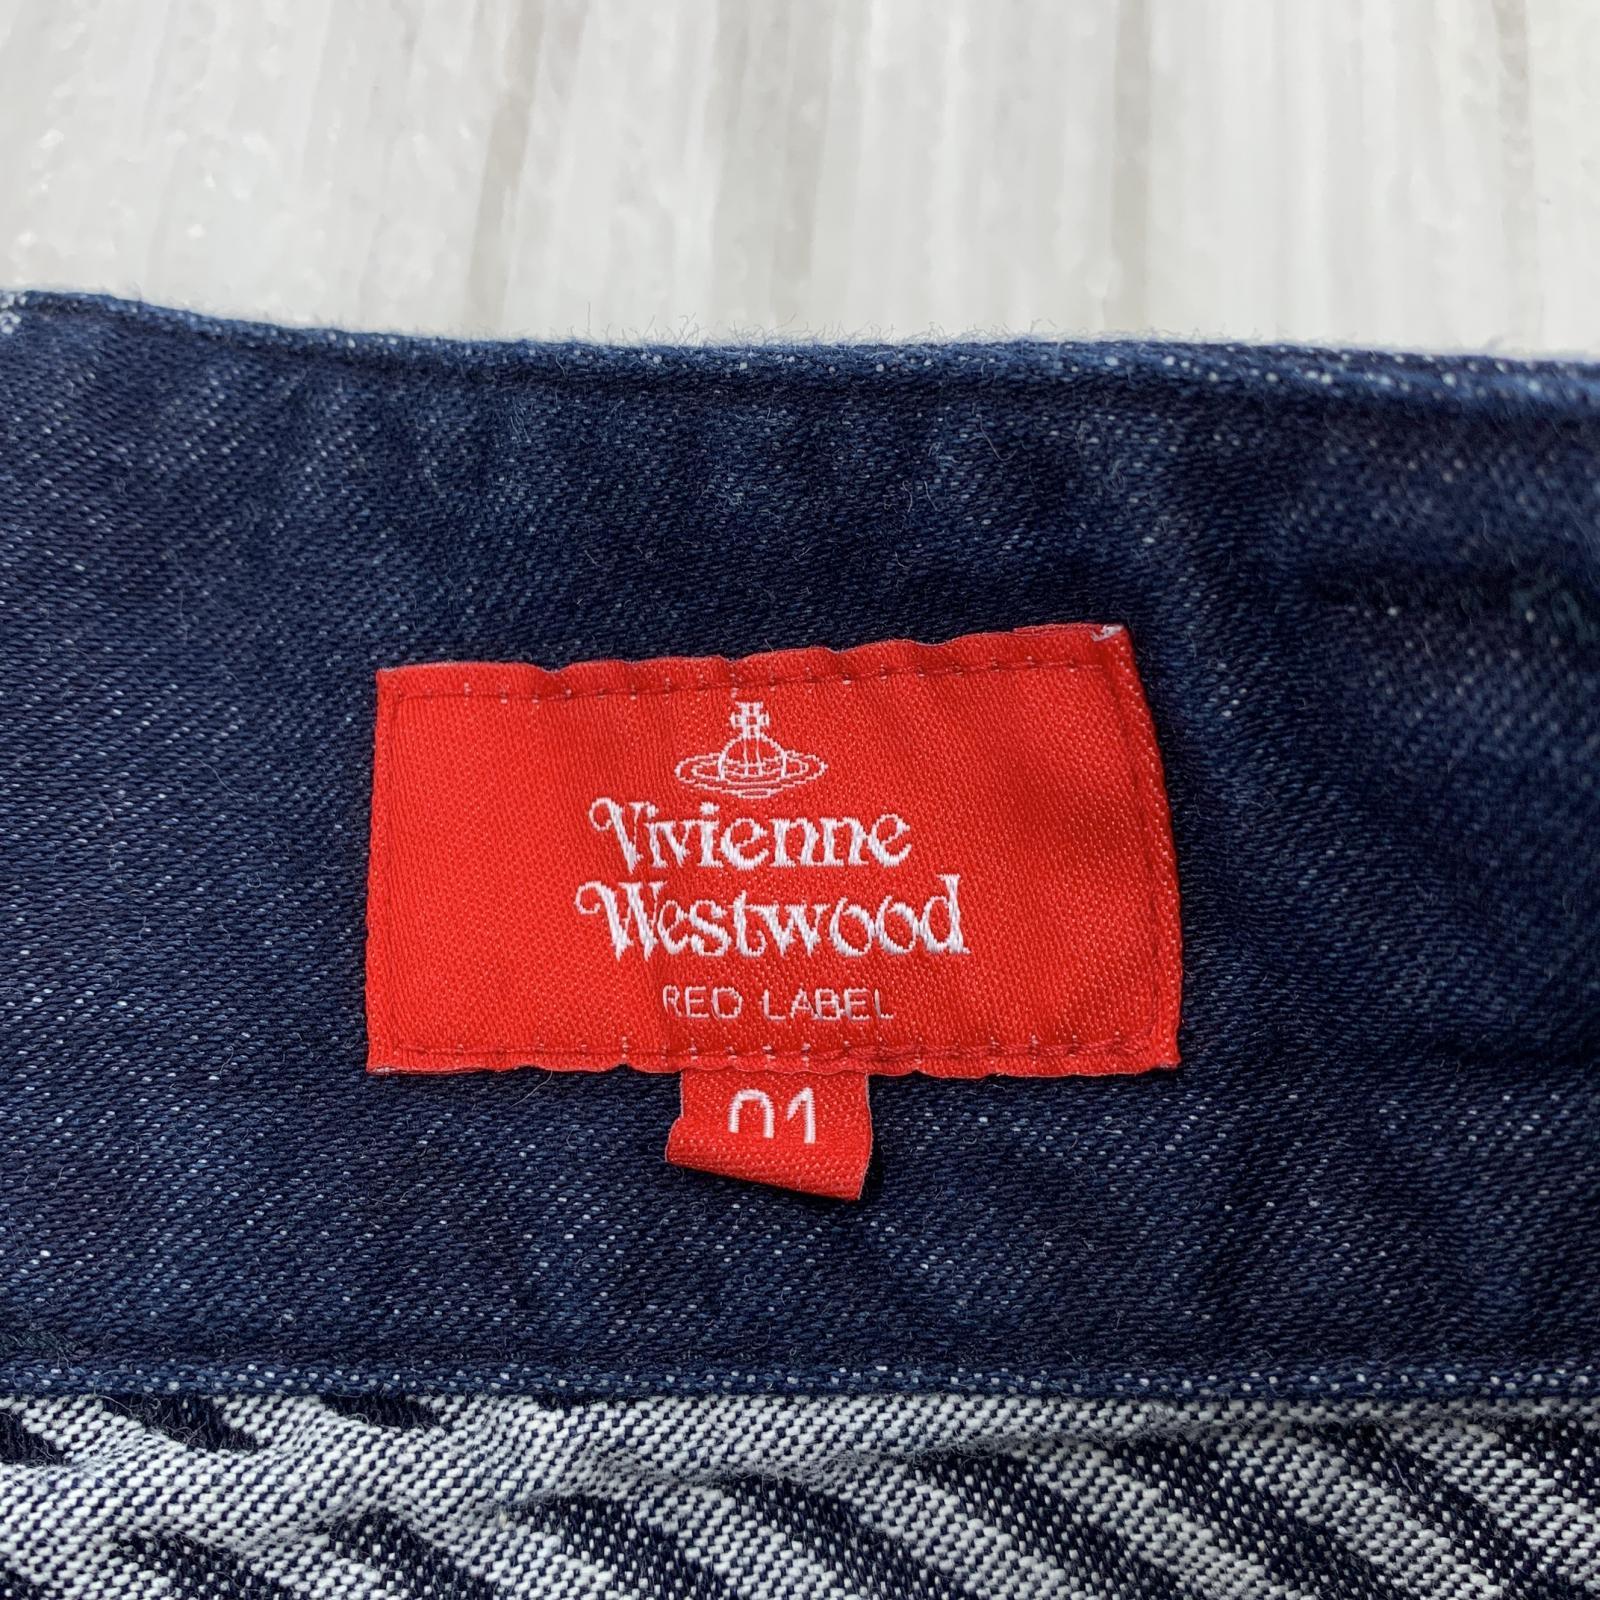 Vivienne
Westwood
RED LABEL
01